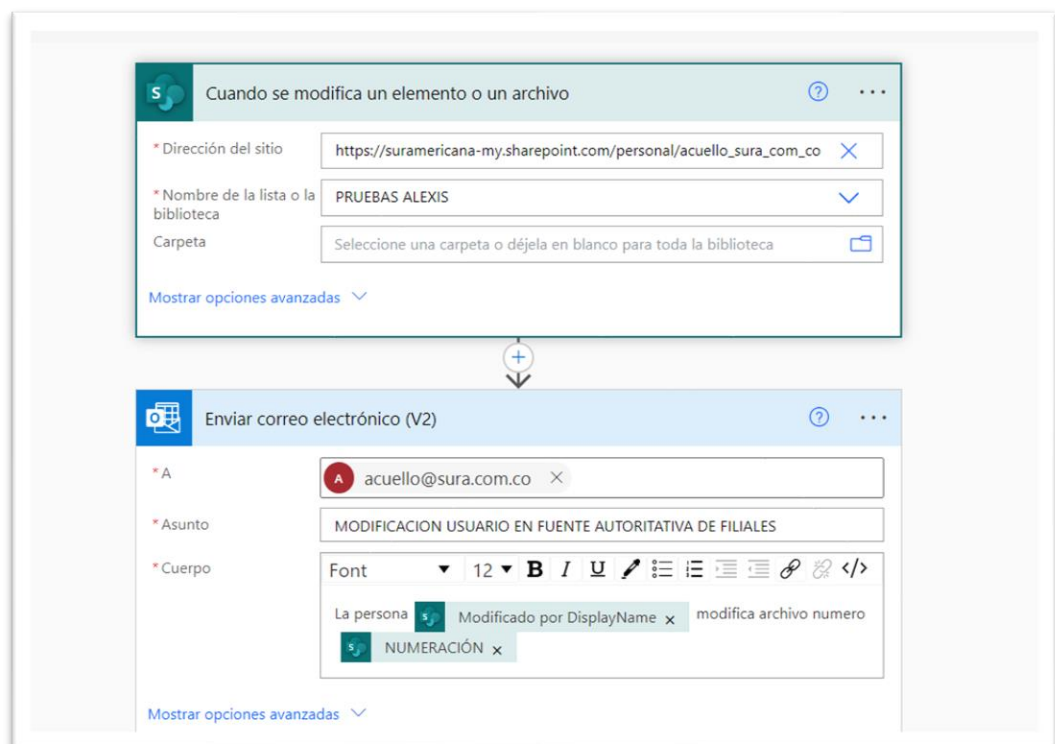 Cuando se modifica un elemento o un archivo
* Dirección del sitio
https://suramericana-my.sharepoint.com/personal/acuello_sura_com_co
* Nombre de la lista o la
biblioteca
PRUEBAS ALEXIS
Carpeta
Seleccione una carpeta o déjela en blanco para toda la biblioteca
Mostrar opciones avanzadas
Enviar correo electrónico (V2)
* A
A acuello@sura.com.co
* Asunto
MODIFICACION USUARIO EN FUENTE AUTORITATIVA DE FILIALES
* Cuerpo
Font 12 B I U </>
La persona Modificado por DisplayName x modifica archivo numero
NUMERACIÓN x
Mostrar opciones avanzadas